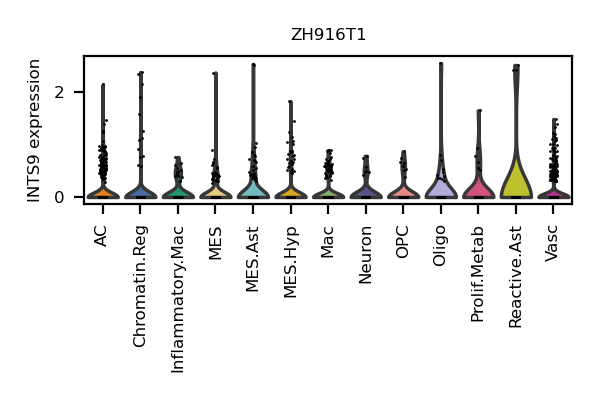 ZH916T1
INTS9 expression
2
0
AC
Chromatin.Reg
Inflammatory.Mac
MES
MES.Ast
MES.Hyp
Mac
Neuron
OPC
Oligo
Prolif.Metab
Reactive.Ast
Vasc